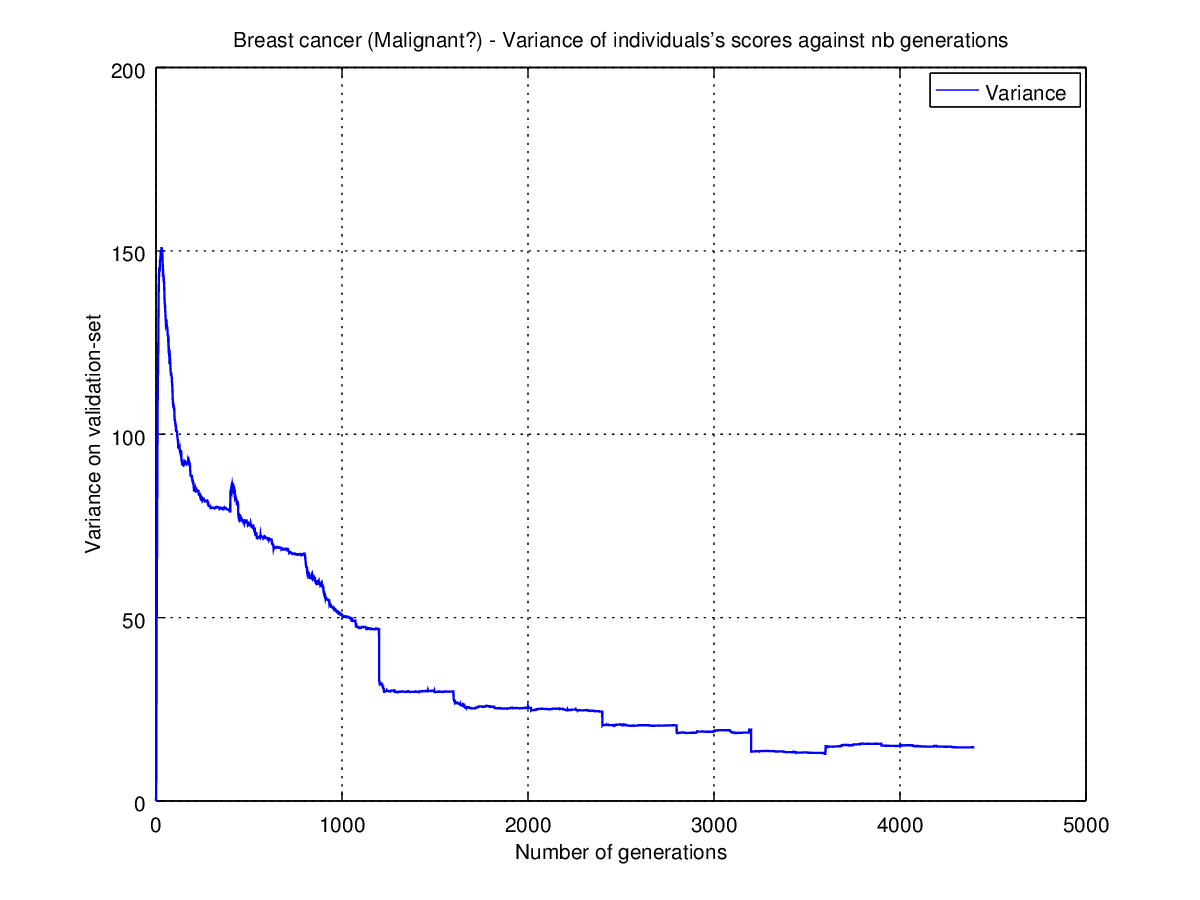 Breast cancer (Malignant?) - Variance of individuals's scores against nb generations
200
Variance
150
100
50
0
Variance on validation-set
0 1000 2000 3000 4000 5000
Number of generations